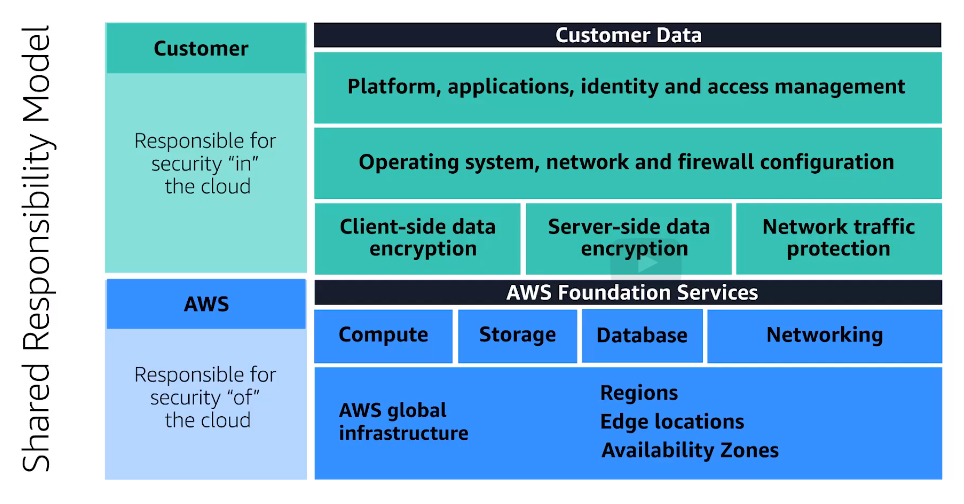 Shared Responsibility Model
Customer
Responsible for
security “in”
the cloud
Customer Data
Platform, applications, identity and access management
Operating system, network and firewall configuration
Client-side data
encryption
Server-side data
encryption
Network traffic
protection
AWS
Responsible for
security “of”
the cloud
AWS Foundation Services
Compute
Storage
Database
Networking
AWS global
infrastructure
Regions
Edge locations
Availability Zones